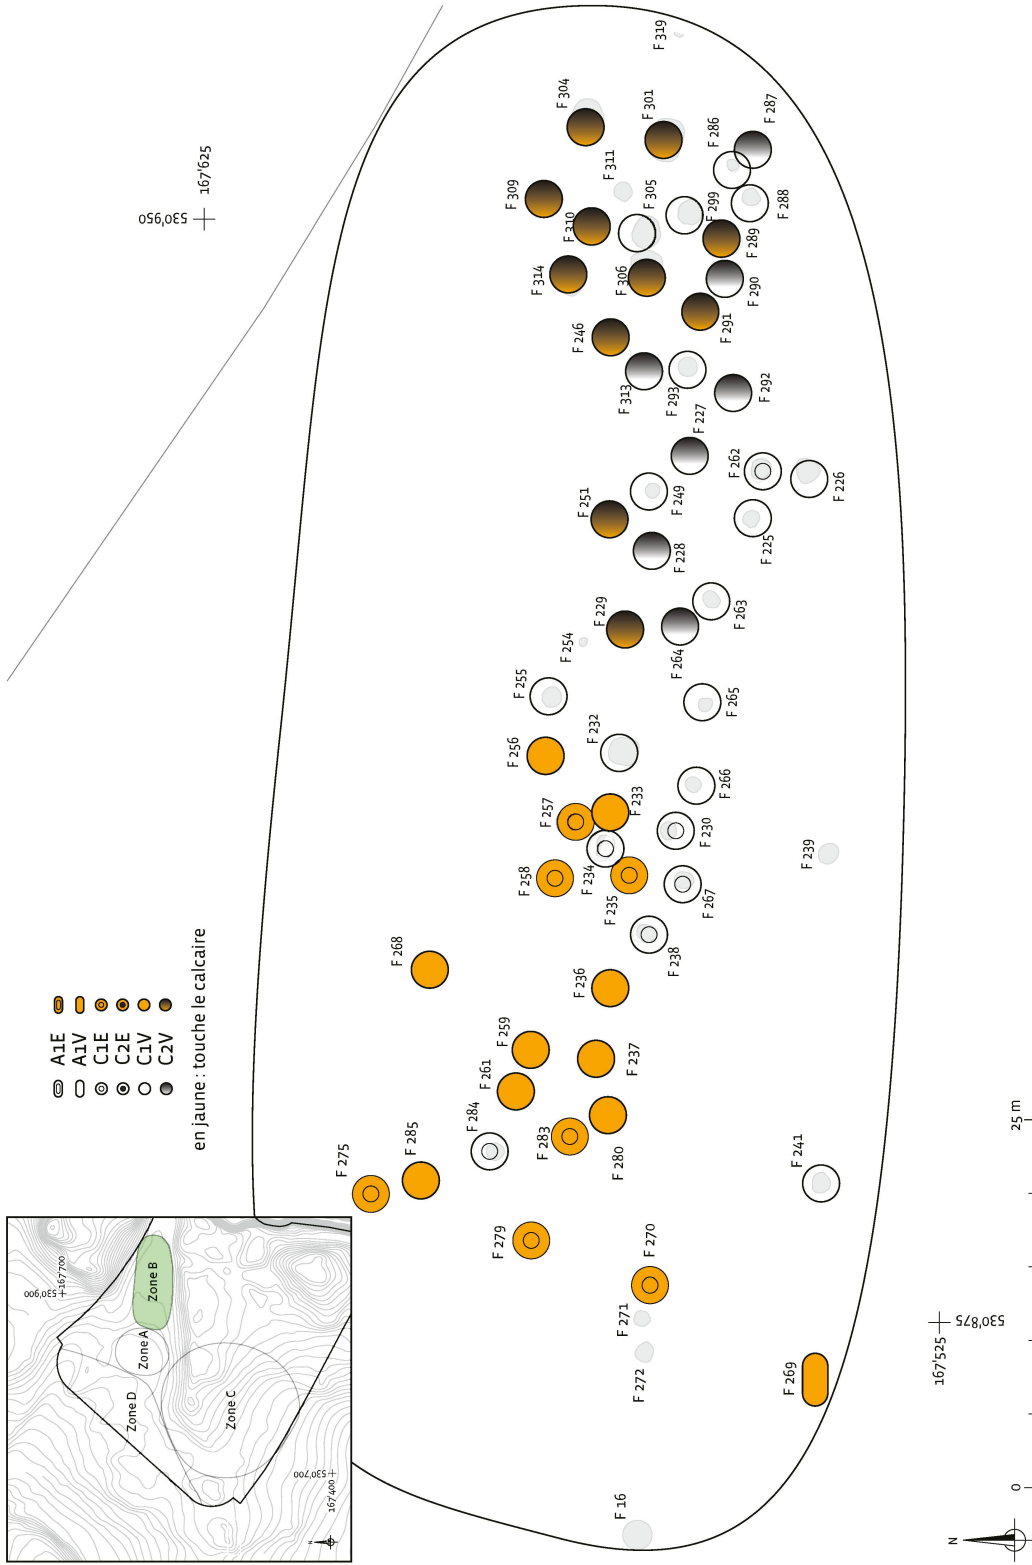 530'950
167'625
F 319
F 304
F 301
F 287
F 286
F 311
F 309
F 305
F 299
F 288
F 310
F 289
F 314
F 306
F 290
F 291
F 246
F 313
F 293
F 292
F 227
F 262
F 226
F 251
F 249
F 225
F 228
F 229
F 263
F 254
F 264
F 255
F 265
F 232
F 256
F 266
F 233
F 257
F 230
F 239
F 258
F 234
F 235
F 267
F 238
F 268
F 236
F 259
F 237
F 261
F 284
F 283
F 280
F 285
F 275
F 241
F 279
F 270
F 271
F 272
F 269
F 16
A1E
A1V
C1E
C2E
C1V
C2V
en jaune : touche le calcaire
530'900
167'700
Zone B
Zone A
Zone D
Zone C
530'700
167'400
N
167'525
530'875
25 m
0
N